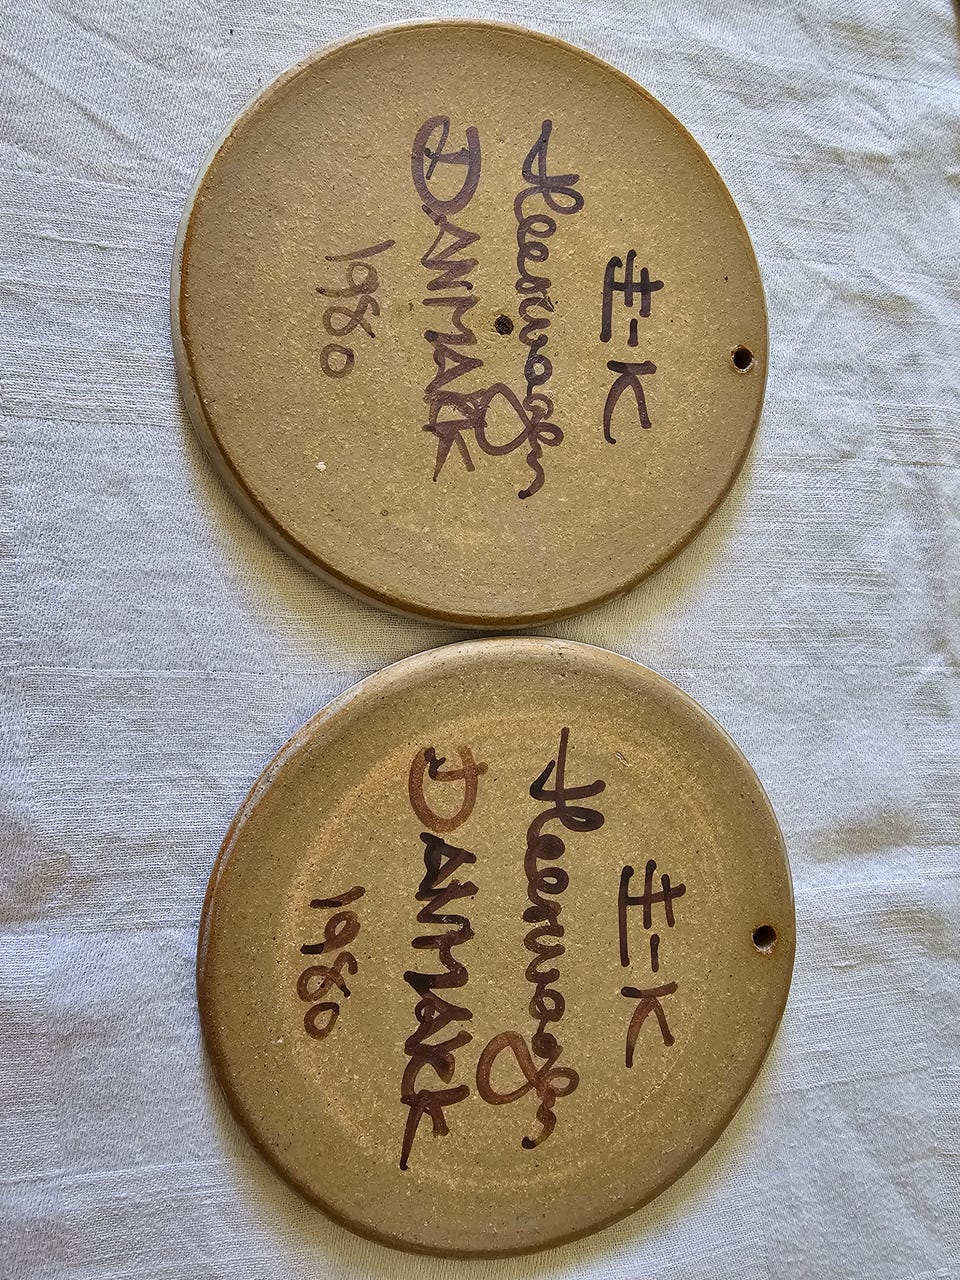 E-K
Heerwagen
DANMARK
1980
E-K
Heerwagen
DANMARK
1980